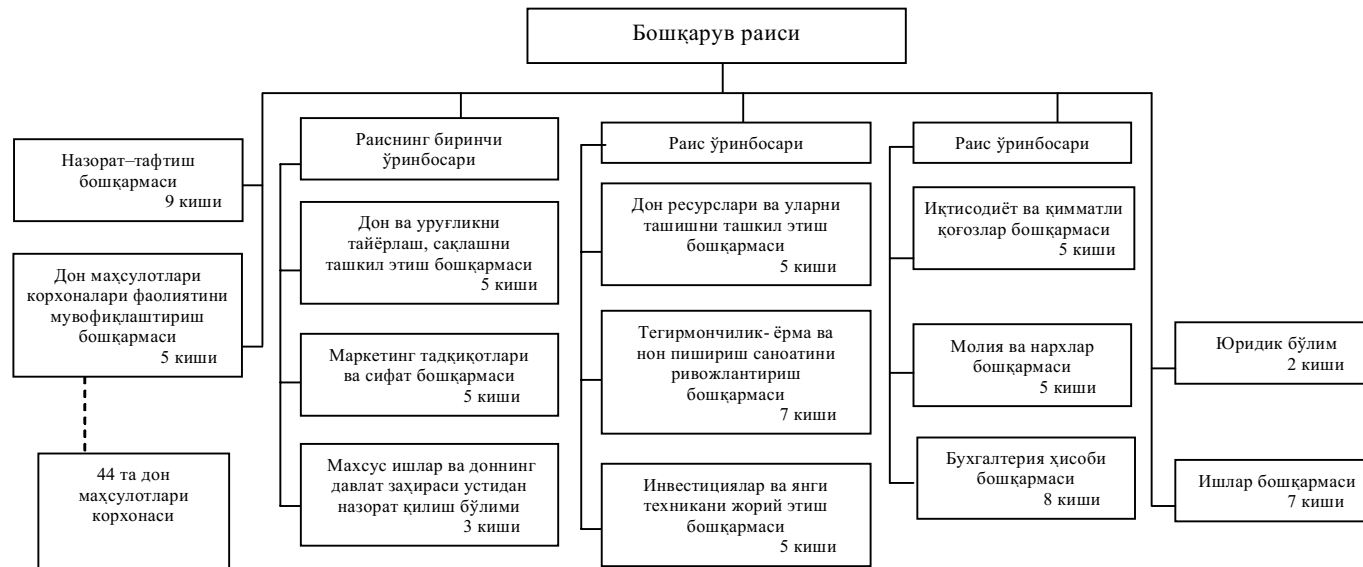 Бошқарув раиси
Назорат–тафтиш
бошқармаси
9 киши
Дон маҳсулотлари
корхоналари фаолиятини
мувофиқлаштириш
бошқармаси
5 киши
44 та дон
маҳсулотлари
корхонаси
Раиснинг биринчи
ўринбосари
Дон ва уруғликни
тайёрлаш, сақлашни
ташкил этиш бошқармаси
5 киши
Маркетинг тадқиқотлари
ва сифат бошқармаси
5 киши
Махсус ишлар ва доннинг
давлат заҳираси устидан
назорат қилиш бўлими
3 киши
Раис ўринбосари
Дон ресурслари ва уларни
ташишни ташкил этиш
бошқармаси
5 киши
Тегирмончилик- ёрма ва
нон пишириш саноатини
ривожлантириш
бошқармаси
7 киши
Инвестициялар ва янги
техникани жорий этиш
бошқармаси
5 киши
Раис ўринбосари
Иқтисодиёт ва қимматли
қоғозлар бошқармаси
5 киши
Молия ва нархлар
бошқармаси
5 киши
Бухгалтерия ҳисоби
бошқармаси
8 киши
Юридик бўлим
2 киши
Ишлар бошқармаси
7 киши